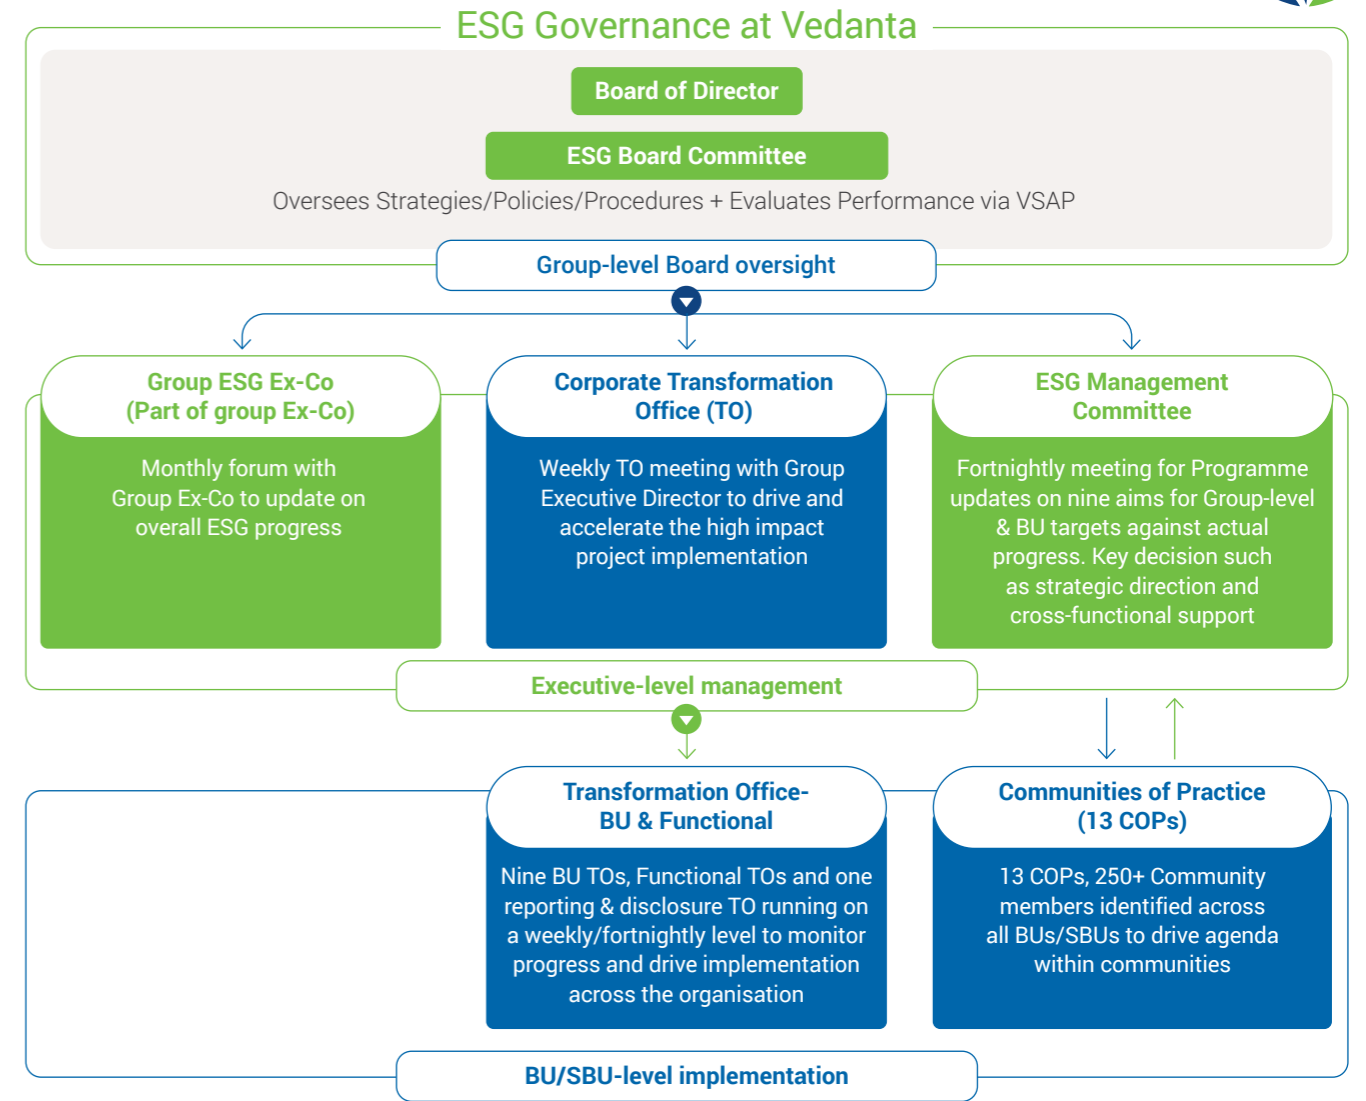 ESG Governance at Vedanta
Board of Director
ESG Board Committee
Oversees Strategies/Policies/Procedures + Evaluates Performance via VSAP
Group-level Board oversight
Group ESG Ex-Co
(Part of group Ex-Co)
Monthly forum with
Group Ex-Co to update on
overall ESG progress
Corporate Transformation
Office (TO)
Weekly TO meeting with Group
Executive Director to drive and
accelerate the high impact
project implementation
ESG Management
Committee
Fortnightly meeting for Programme
updates on nine aims for Group-level
& BU targets against actual
progress. Key decision such
as strategic direction and
cross-functional support
Executive-level management
Transformation Office-
BU & Functional
Nine BU TOs, Functional TOs and one
reporting & disclosure TO running on
a weekly/fortnightly level to monitor
progress and drive implementation
across the organisation
Communities of Practice
(13 COPs)
13 COPs, 250+ Community
members identified across
all BUs/SBUs to drive agenda
within communities
BU/SBU-level implementation